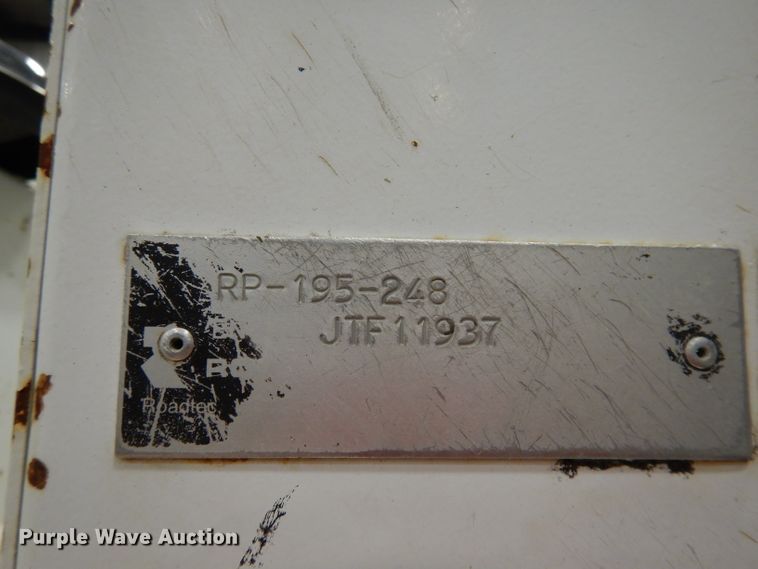 RP-195-248
JTF11937
Roadtec
Purple Wave Auction